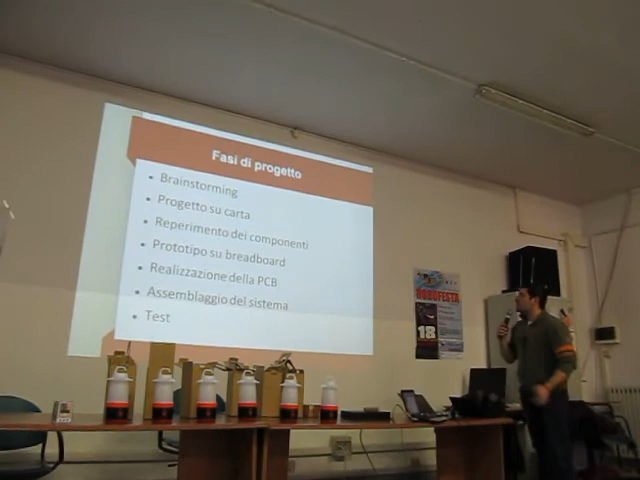 Fasi di progetto
• Brainstorming
• Progetto su carta
• Reperimento dei componenti
• Prototipo su breadboard
• Realizzazione della PCB
• Assemblaggio del sistema
• Test
ROBOFESTA
18